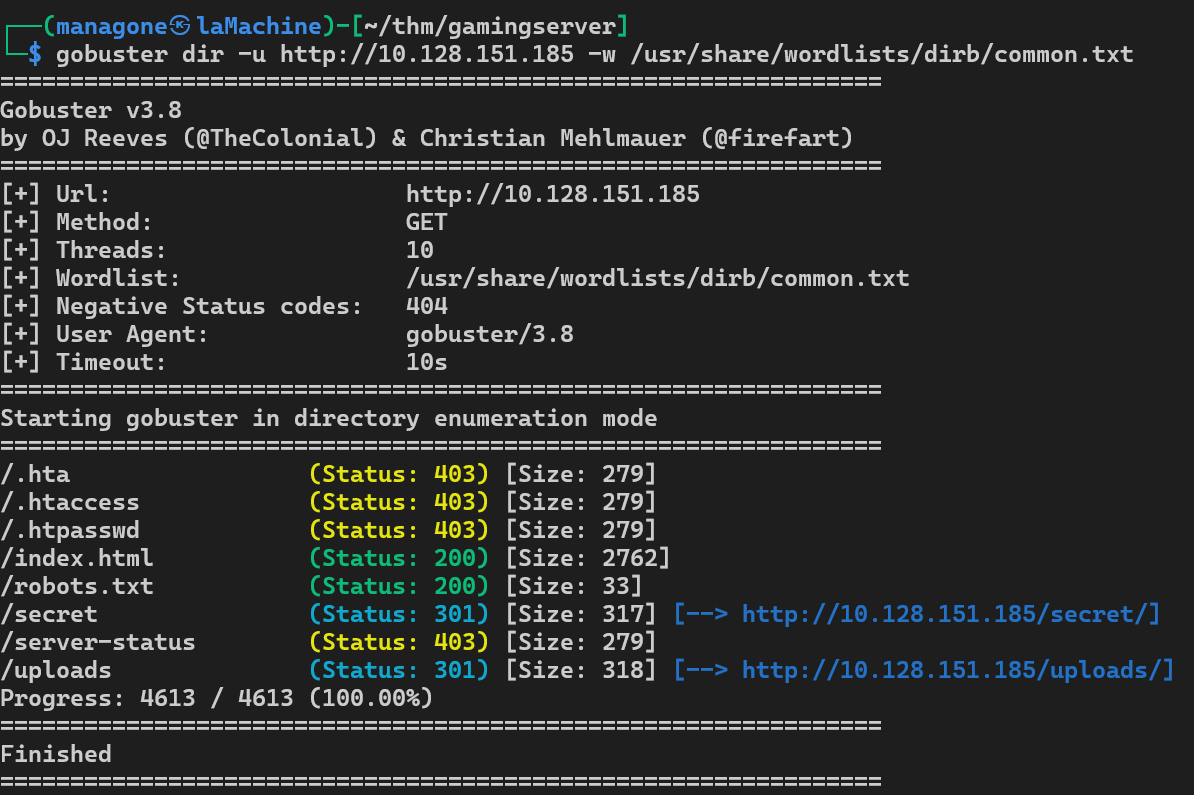 ┌──(managone㉿laMachine)-[~/thm/gamingserver]
└─$ gobuster dir -u http://10.128.151.185 -w /usr/share/wordlists/dirb/common.txt
===============================================================
Gobuster v3.8
by OJ Reeves (@TheColonial) & Christian Mehlmauer (@firefart)
===============================================================
[+] Url:                     http://10.128.151.185
[+] Method:                  GET
[+] Threads:                 10
[+] Wordlist:                /usr/share/wordlists/dirb/common.txt
[+] Negative Status codes:   404
[+] User Agent:              gobuster/3.8
[+] Timeout:                 10s
===============================================================
Starting gobuster in directory enumeration mode
===============================================================
/.hta                 (Status: 403) [Size: 279]
/.htaccess            (Status: 403) [Size: 279]
/.htpasswd            (Status: 403) [Size: 279]
/index.html           (Status: 200) [Size: 2762]
/robots.txt           (Status: 200) [Size: 33]
/secret               (Status: 301) [Size: 317] [--> http://10.128.151.185/secret/]
/server-status        (Status: 403) [Size: 279]
/uploads              (Status: 301) [Size: 318] [--> http://10.128.151.185/uploads/]
Progress: 4613 / 4613 (100.00%)
===============================================================
Finished
===============================================================